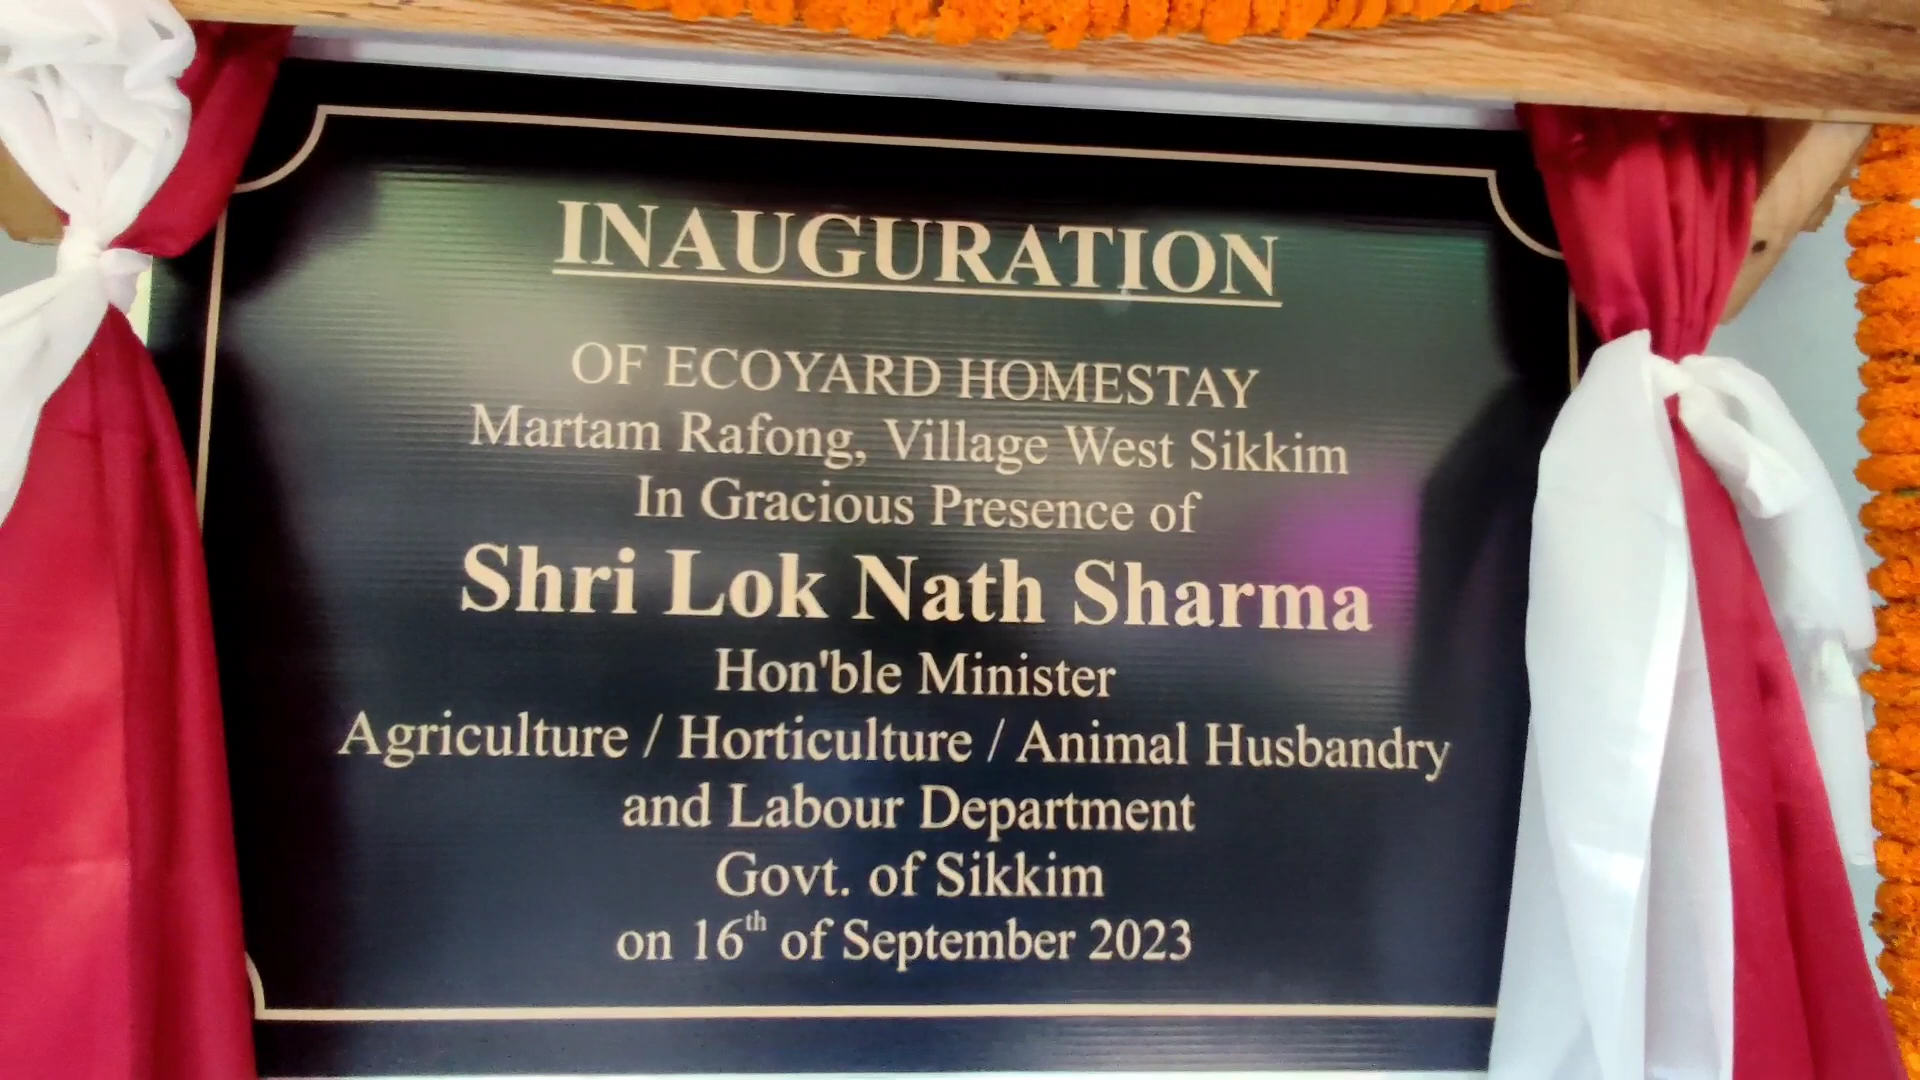 INAUGURATION
OF ECOYARD HOMESTAY
Martam Rafong, Village West Sikkim
In Gracious Presence of
Shri Lok Nath Sharma
Hon'ble Minister
Agriculture / Horticulture / Animal Husbandry
and Labour Department
Govt. of Sikkim
on 16th of September 2023